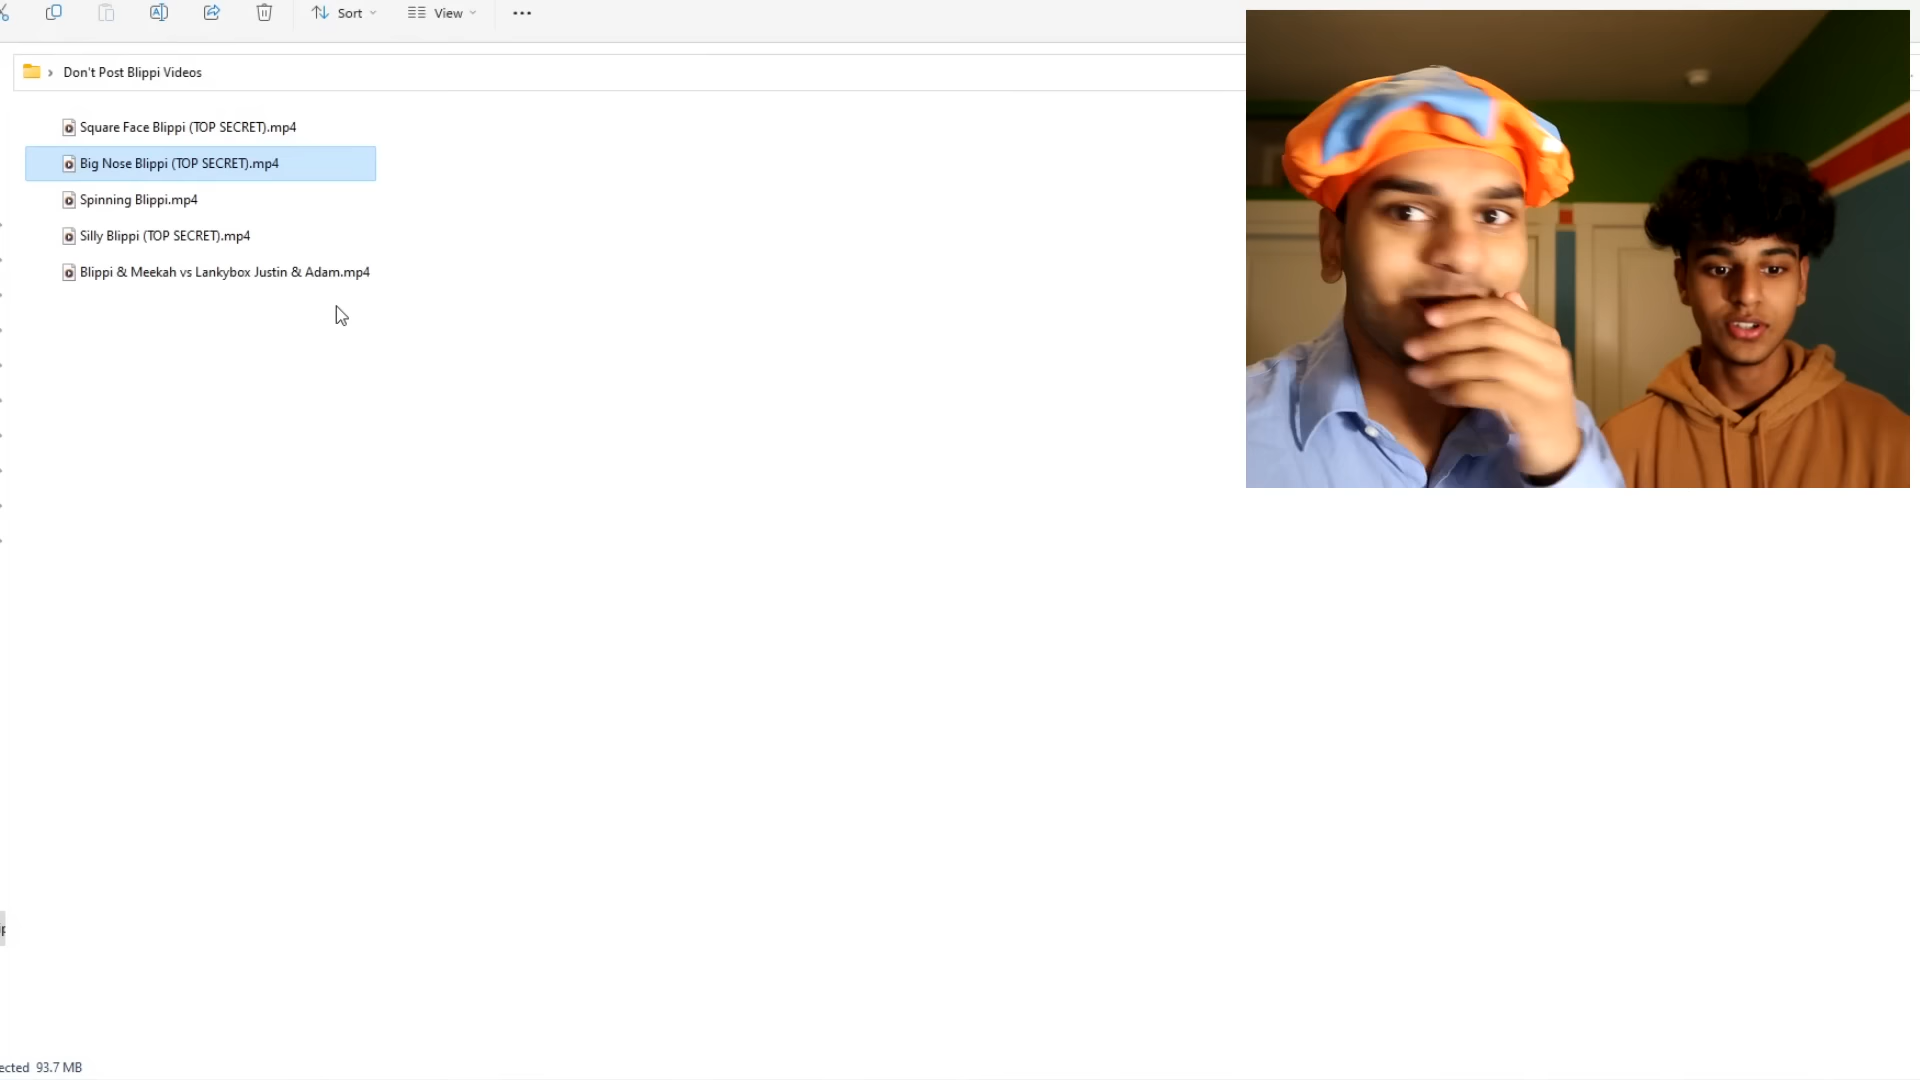 Sort
View
Don't Post Blippi Videos
Square Face Blippi (TOP SECRET).mp4
Big Nose Blippi (TOP SECRET).mp4
Spinning Blippi.mp4
Silly Blippi (TOP SECRET).mp4
Blippi & Meekah vs Lankybox Justin & Adam.mp4
ected 93.7 MB